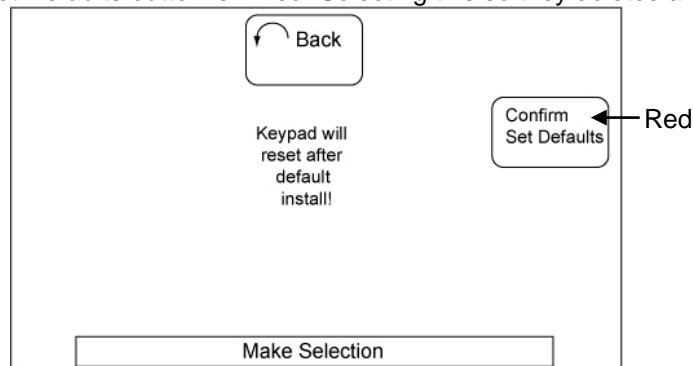 Back
Confirm
Set Defaults
Red
Keypad will
reset after
default
install!
Make Selection